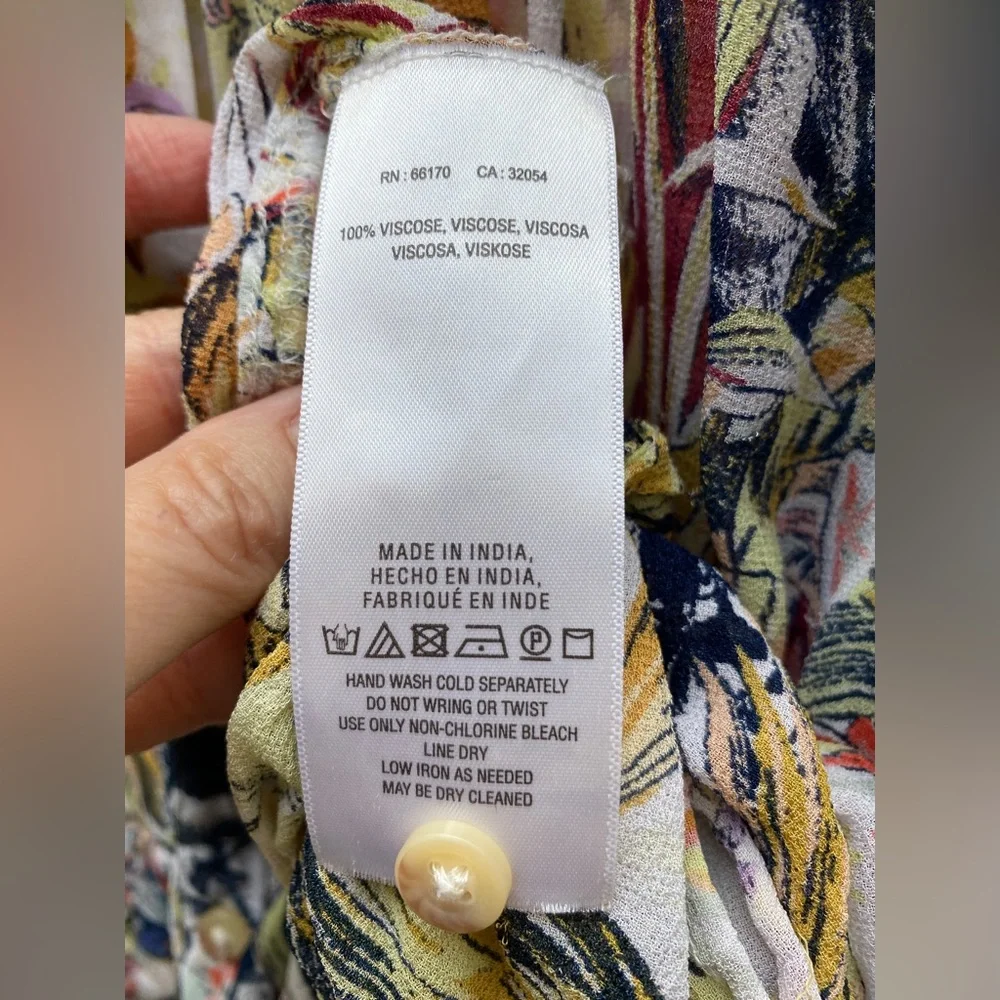 RN : 66170 CA : 32054
100% VISCOSE, VISCOSE, VISCOSA
VISCOSA, VISKOSE
MADE IN INDIA,
HECHO EN INDIA,
FABRIQUÉ EN INDE
P
HAND WASH COLD SEPARATELY
DO NOT WRING OR TWIST
USE ONLY NON-CHLORINE BLEACH
LINE DRY
LOW IRON AS NEEDED
MAY BE DRY CLEANED